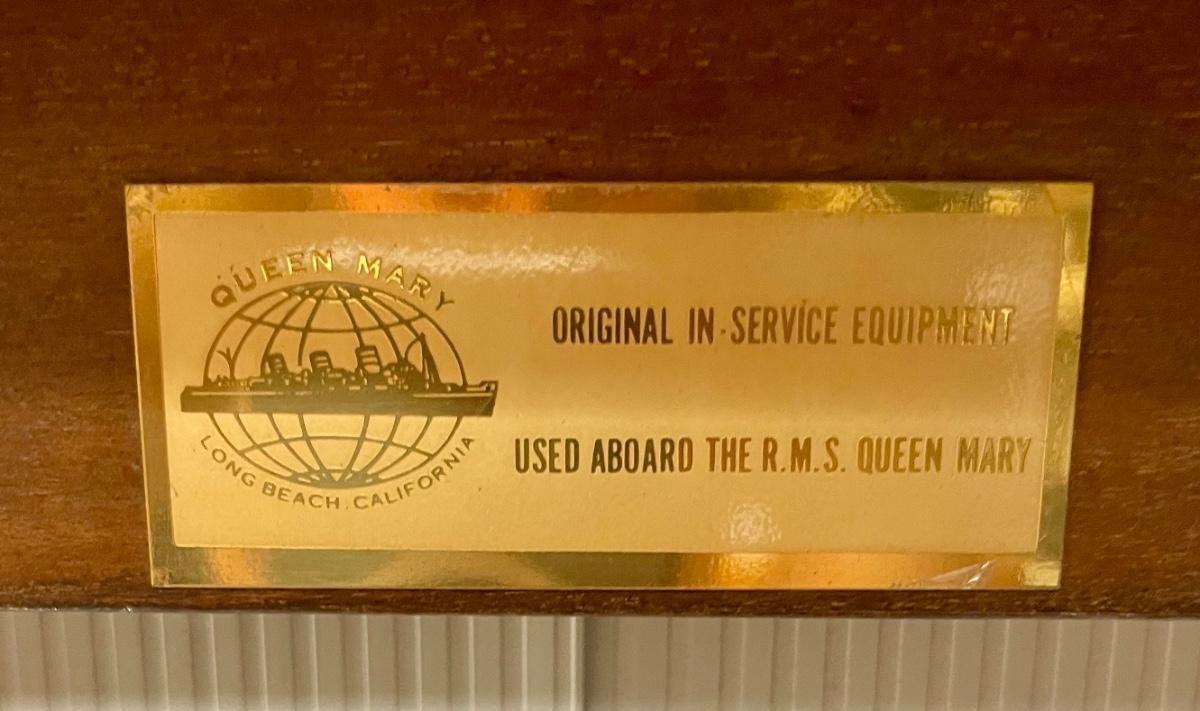 QUEEN MARY
LONG BEACH, CALIFORNIA
ORIGINAL IN-SERVICE EQUIPMENT
USED ABOARD THE R.M.S. QUEEN MARY